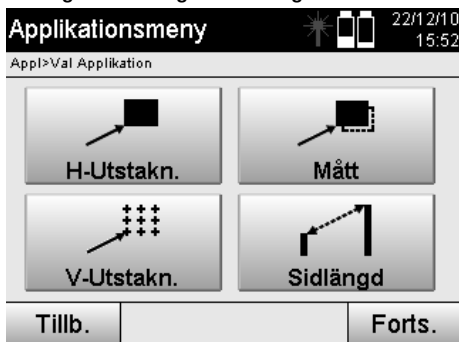 Applikationsmeny
22/12/10
15:52
Appl>Val Applikation
H-Utstakn.
Mått
V-Utstakn.
Sidlängd
Tillb.
Forts.